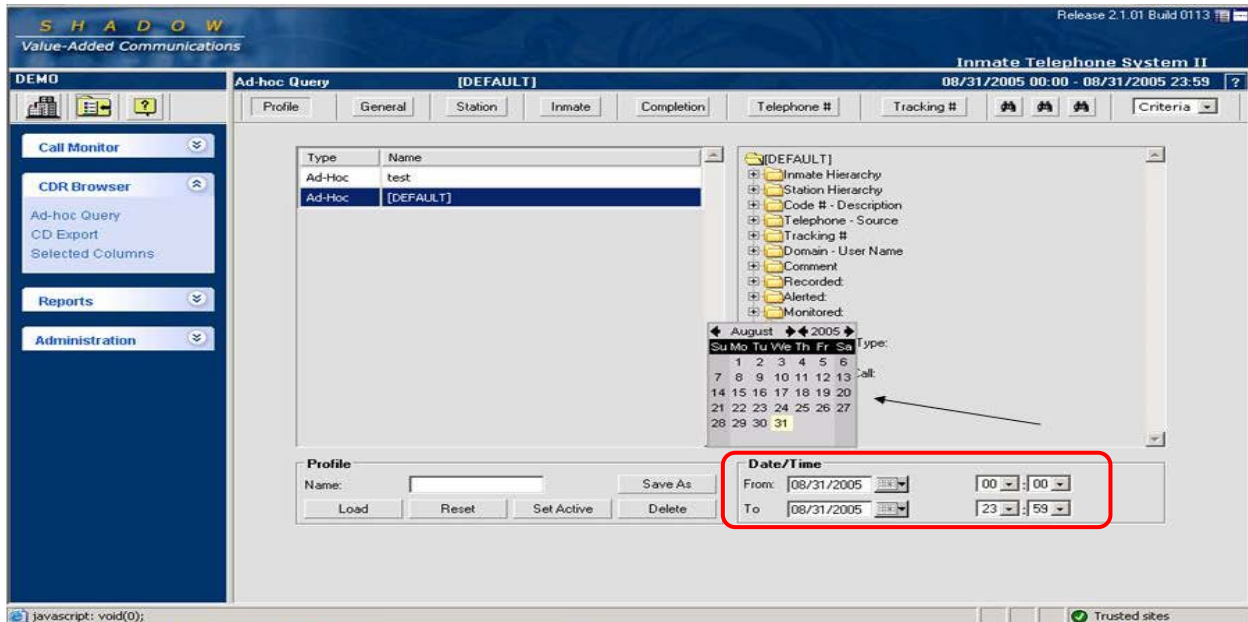 Release 2.1.01 Build 0113
S H A D O W
Value-Added Communications
Inmate Telephone System II
DEMO
Ad-hoc Query [DEFAULT] 08/31/2005 00:00 - 08/31/2005 23:59 ?
Profile General Station Inmate Completion Telephone # Tracking # Criteria
Call Monitor
CDR Browser
Ad-hoc Query
CD Export
Selected Columns
Reports
Administration
Type Name
Ad-Hoc test
Ad-Hoc [DEFAULT]
[DEFAULT]
Inmate Hierarchy
Station Hierarchy
Code # - Description
Telephone - Source
Tracking #
Domain - User Name
Comment
Recorded:
Alerted:
Monitored:
Type:
Call:
August 2005
Su Mo Tu We Th Fr Sa
1 2 3 4 5 6
7 8 9 10 11 12 13
14 15 16 17 18 19 20
21 22 23 24 25 26 27
28 29 30 31
Profile
Name: Save As
Load Reset Set Active Delete
Date/Time
From: 08/31/2005 00 : 00
To 08/31/2005 23 : 59
javascript: void(0); Trusted sites